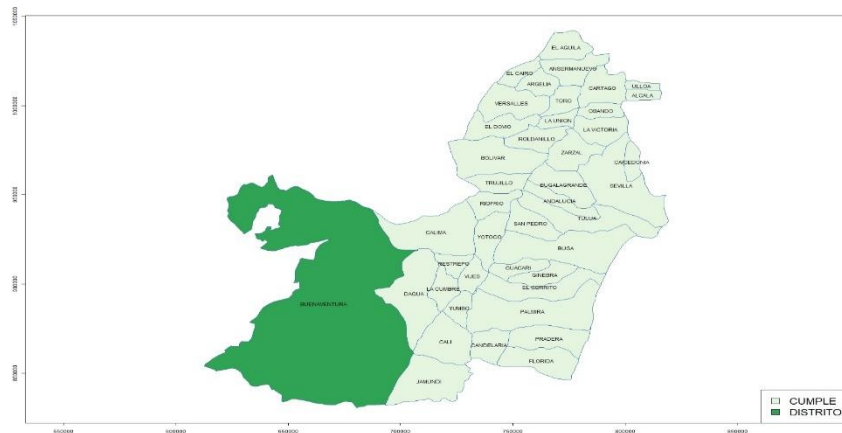 EL AGUILA
ANSERMANUEVO
EL CAIRO
ARGELIA
CARTAGO
ULLOA
ALCALA
VERSALLES
TORO
OBANDO
LA UNION
EL DOVIO
LA VICTORIA
ROLDANILLO
ZARZAL
BOLIVAR
CAICEDONIA
TRUJILLO
BUGALAGRANDE
SEVILLA
ANDALUCIA
RIOFRIO
TULUA
SAN PEDRO
CALIMA
YOTOCO
BUGA
RESTREPO
GUACARI
VIJES
GINEBRA
DAGUA
LA CUMBRE
EL CERRITO
BUENAVENTURA
YUMBO
PALMIRA
CALI
CANDELARIA
PRADERA
FLORIDA
JAMUNDI
CUMPLE
DISTRITO
700000
750000